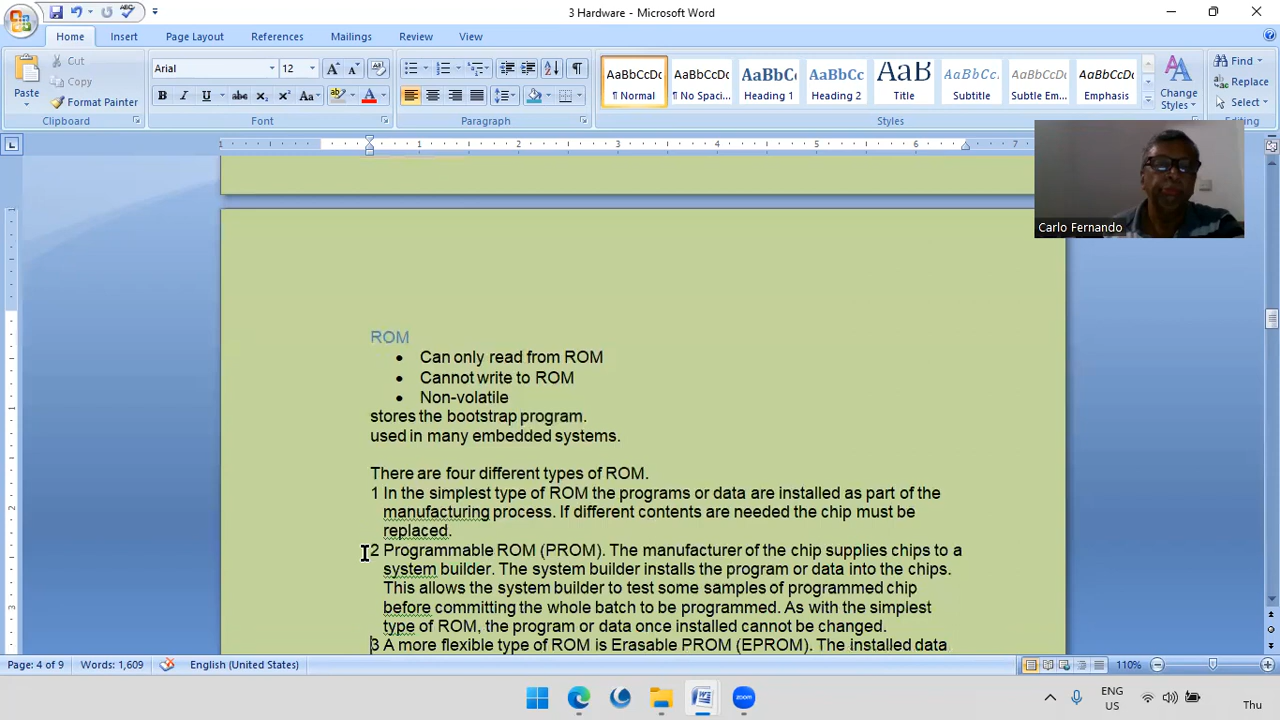 3 Hardware - Microsoft Word
Home Insert Page Layout References Mailings Review View
Paste
Cut
Copy
Format Painter
Clipboard
Arial 12
Font
Paragraph
AaBbCcDc AaBbCcDc AaBbCc AaBbCc AaB AaBbCc. AaBbCcDc AaBbCcDc
¶ Normal ¶ No Spaci... Heading 1 Heading 2 Title Subtitle Subtle Em... Emphasis
Change Styles
Styles
Find
Replace
Select
Editing
Carlo Fernando
ROM
• Can only read from ROM
• Cannot write to ROM
• Non-volatile
stores the bootstrap program.
used in many embedded systems.
There are four different types of ROM.
1 In the simplest type of ROM the programs or data are installed as part of the
manufacturing process. If different contents are needed the chip must be
replaced.
2 Programmable ROM (PROM). The manufacturer of the chip supplies chips to a
system builder. The system builder installs the program or data into the chips.
This allows the system builder to test some samples of programmed chip
before committing the whole batch to be programmed. As with the simplest
type of ROM, the program or data once installed cannot be changed.
3 A more flexible type of ROM is Erasable PROM (EPROM). The installed data
Page: 4 of 9 Words: 1,609 English (United States) 110%
ENG
US
Thu